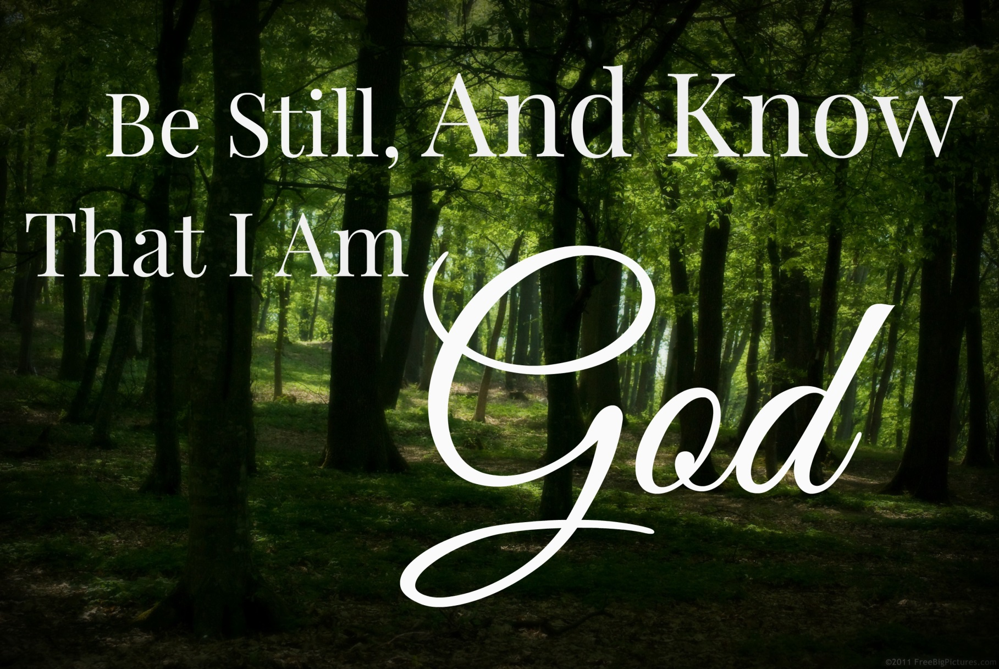 Be Still, And Know
That I Am
God
©2011 FreeBigPictures.com